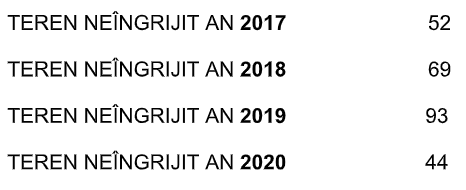 TEREN NEÎNGRIJIT AN 2017 52
TEREN NEÎNGRIJIT AN 2018 69
TEREN NEÎNGRIJIT AN 2019 93
TEREN NEÎNGRIJIT AN 2020 44